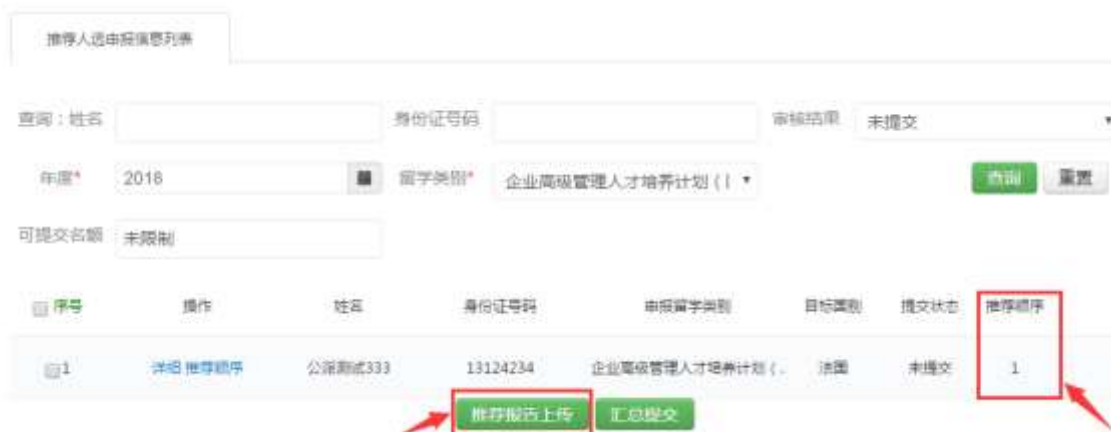 推荐人选申报信息列表
查询：姓名 身份证号码 审核结果 未提交
年度* 2016 留学类别* 企业高级管理人才培养计划 ( 查询 重置
可提交名额 未限制
序号 操作 姓名 身份证号码 申报留学类别 目标国别 提交状态 推荐顺序
1 详细 推荐顺序 公派测试333 13124234 企业高级管理人才培养计划 (. 法国 未提交 1
推荐报告上传 汇总提交